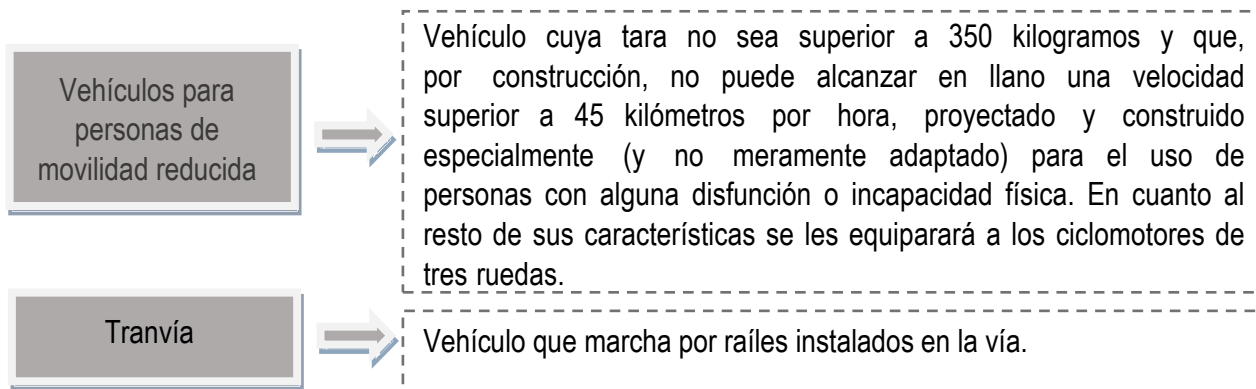 Vehículos para
personas de
movilidad reducida
Vehículo cuya tara no sea superior a 350 kilogramos y que,
por construcción, no puede alcanzar en llano una velocidad
superior a 45 kilómetros por hora, proyectado y construido
especialmente (y no meramente adaptado) para el uso de
personas con alguna disfunción o incapacidad física. En cuanto al
resto de sus características se les equiparará a los ciclomotores de
tres ruedas.
Tranvía
Vehículo que marcha por raíles instalados en la vía.